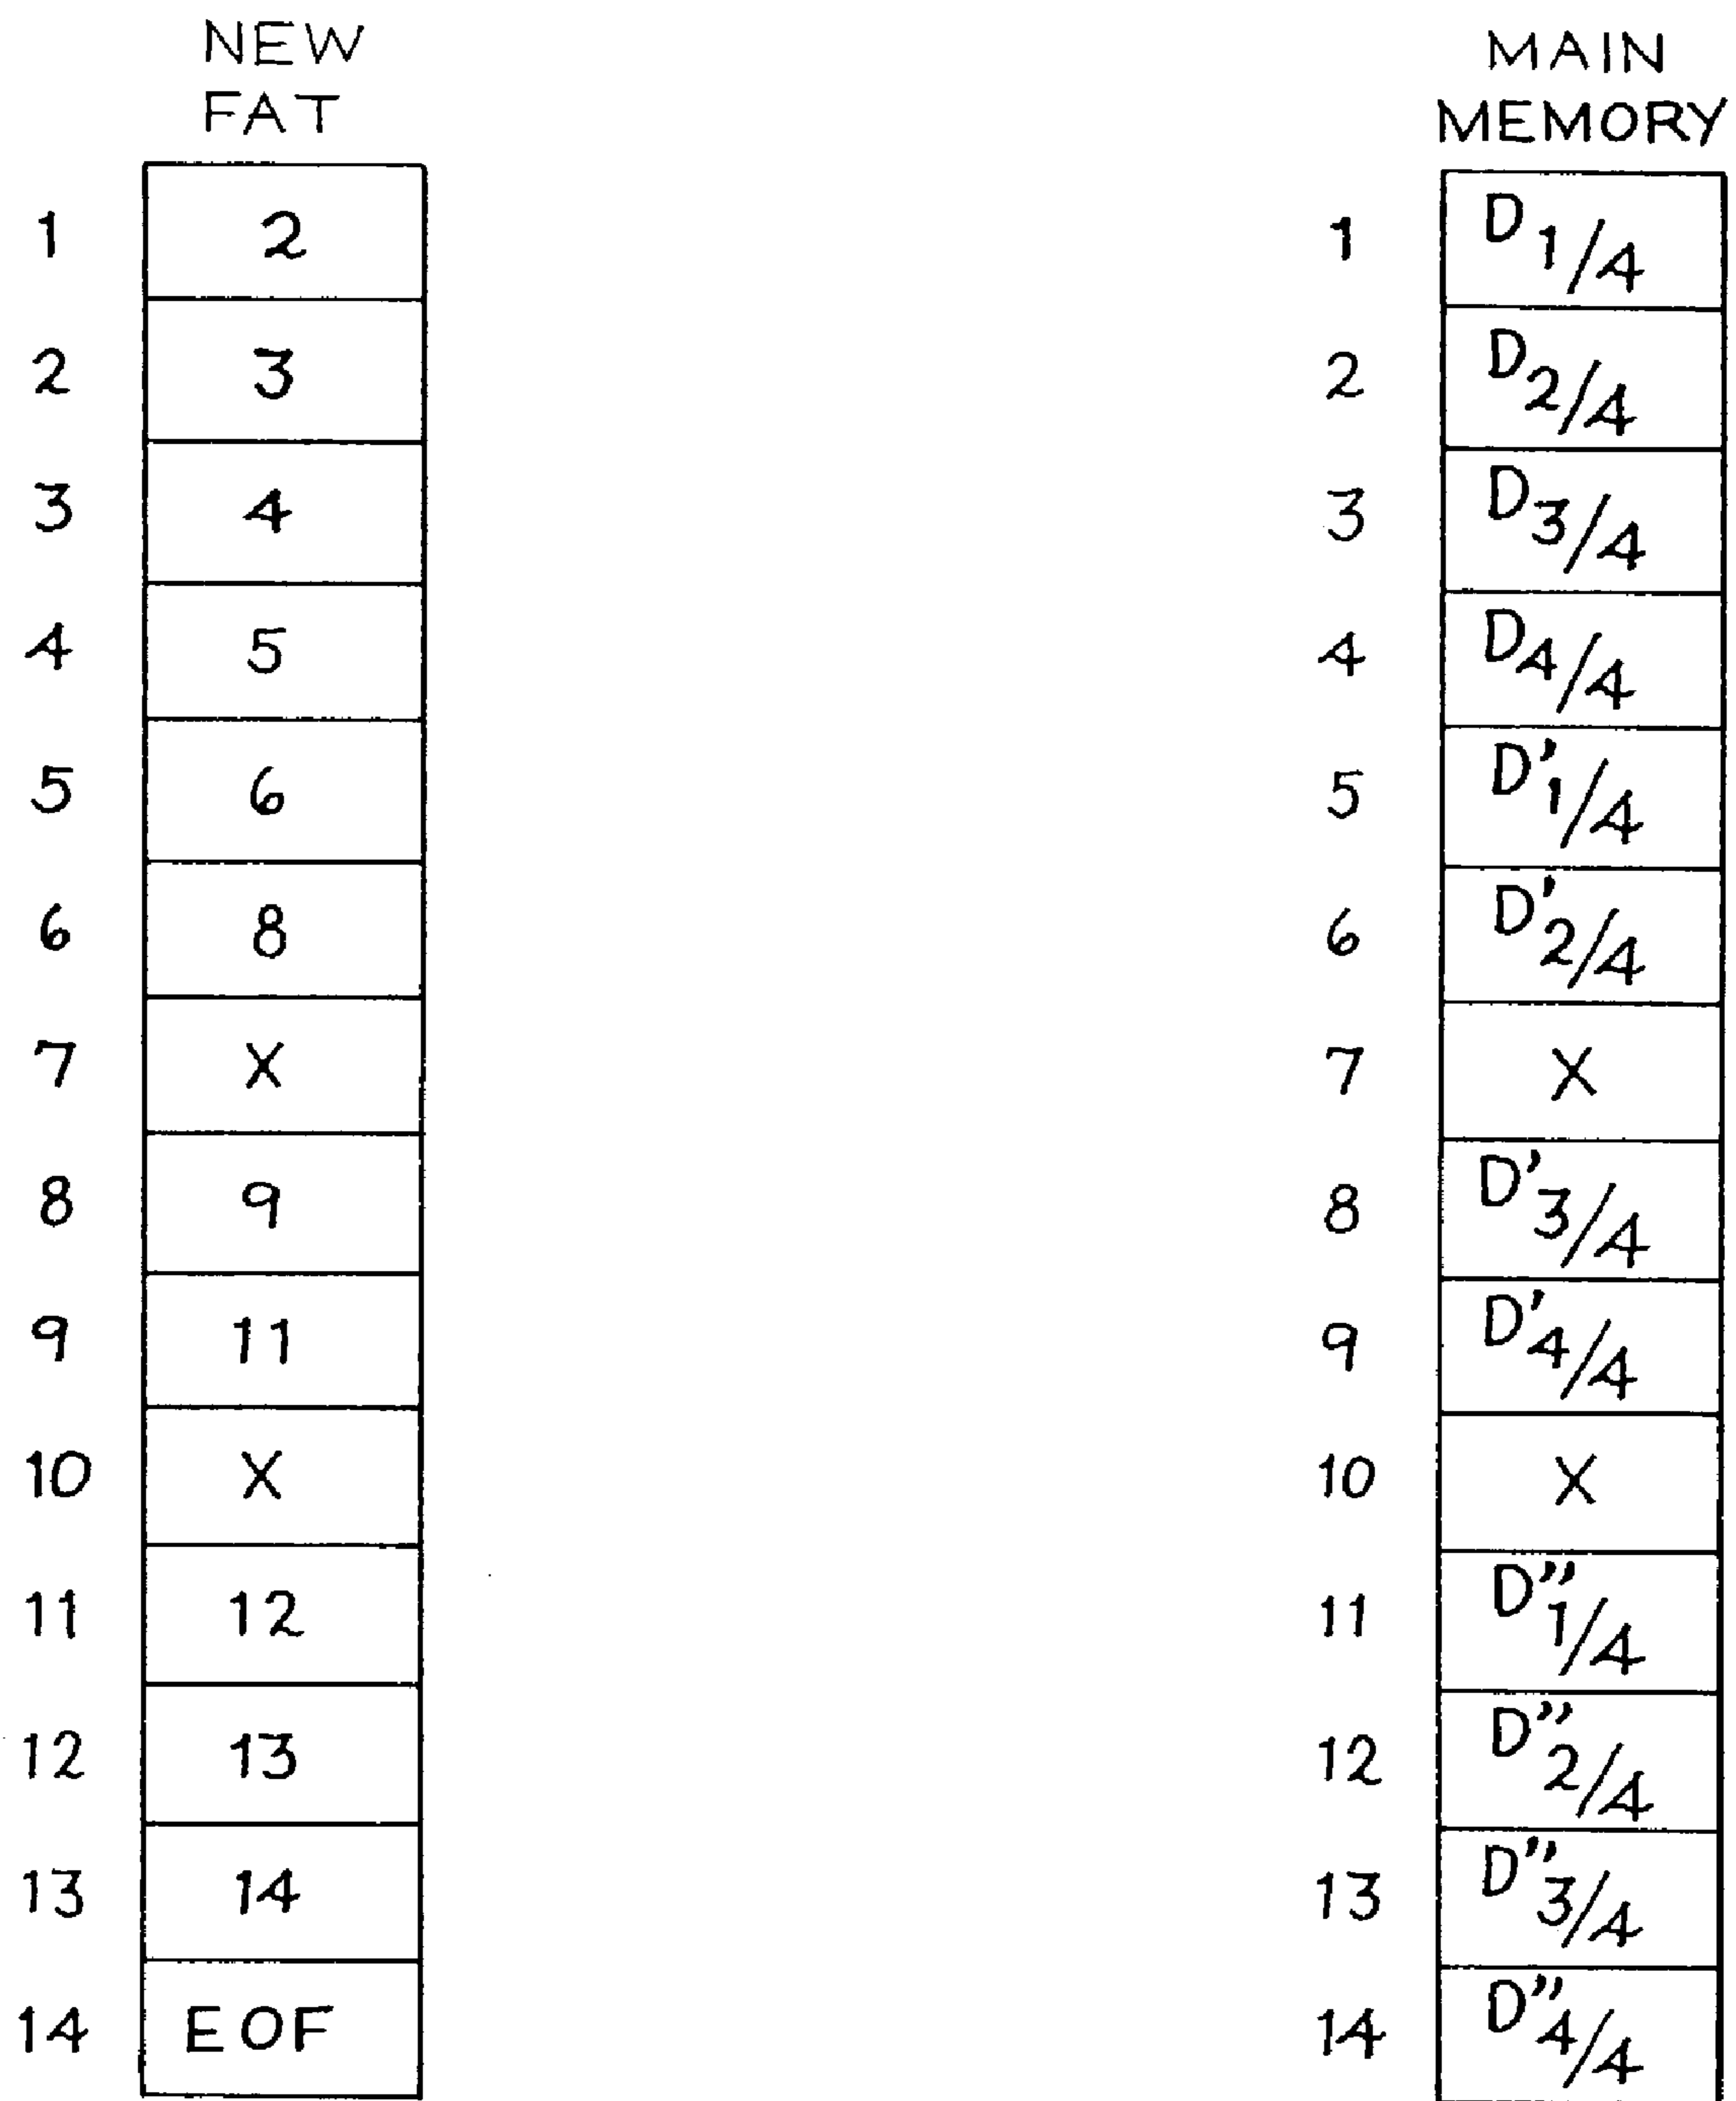 NEW
FAT
1 2
2 3
3 4
4 5
5 6
6 8
7 X
8 9
9 11
10 X
11 12
12 13
13 14
14 EOF
MAIN
MEMORY
1 D1/4
2 D2/4
3 D3/4
4 D4/4
5 D'1/4
6 D'2/4
7 X
8 D'3/4
9 D'4/4
10 X
11 D"1/4
12 D"2/4
13 D"3/4
14 D"4/4